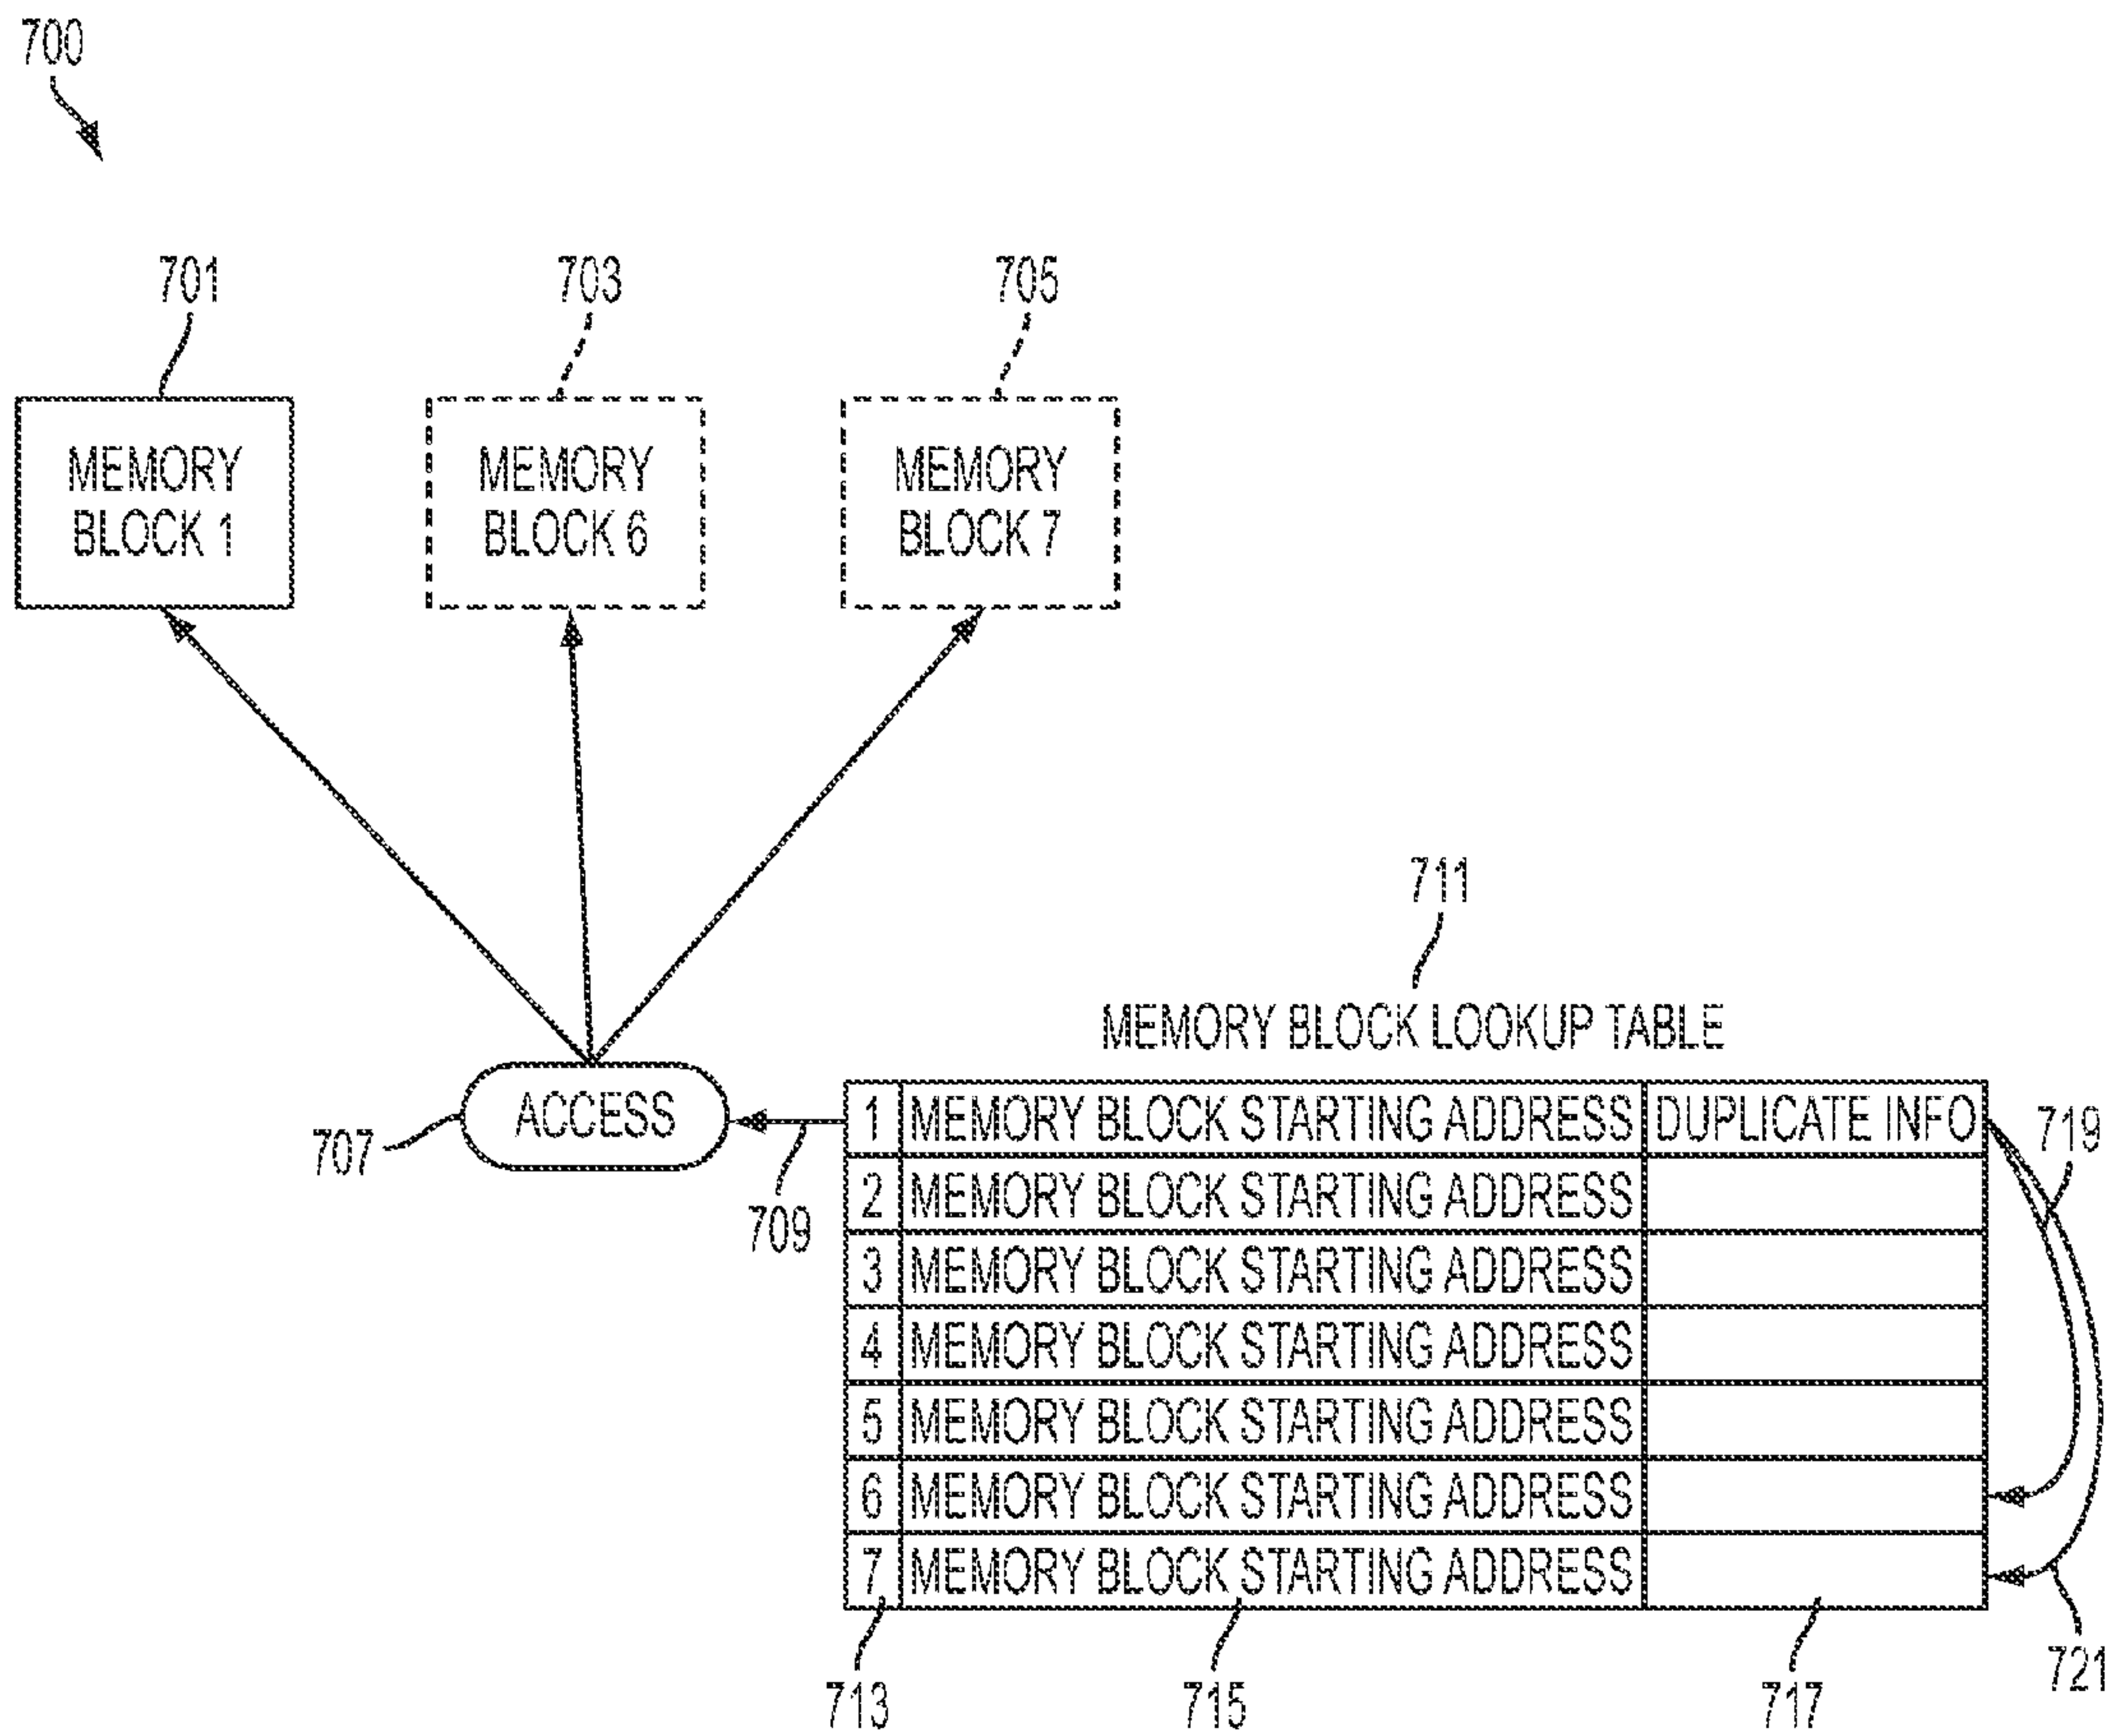 700
701
703
705
MEMORY
BLOCK 1
MEMORY
BLOCK 6
MEMORY
BLOCK 7
711
MEMORY BLOCK LOOKUP TABLE
ACCESS
707
709
1 MEMORY BLOCK STARTING ADDRESS DUPLICATE INFO
719
2 MEMORY BLOCK STARTING ADDRESS
3 MEMORY BLOCK STARTING ADDRESS
4 MEMORY BLOCK STARTING ADDRESS
5 MEMORY BLOCK STARTING ADDRESS
6 MEMORY BLOCK STARTING ADDRESS
7 MEMORY BLOCK STARTING ADDRESS
713
715
717
721